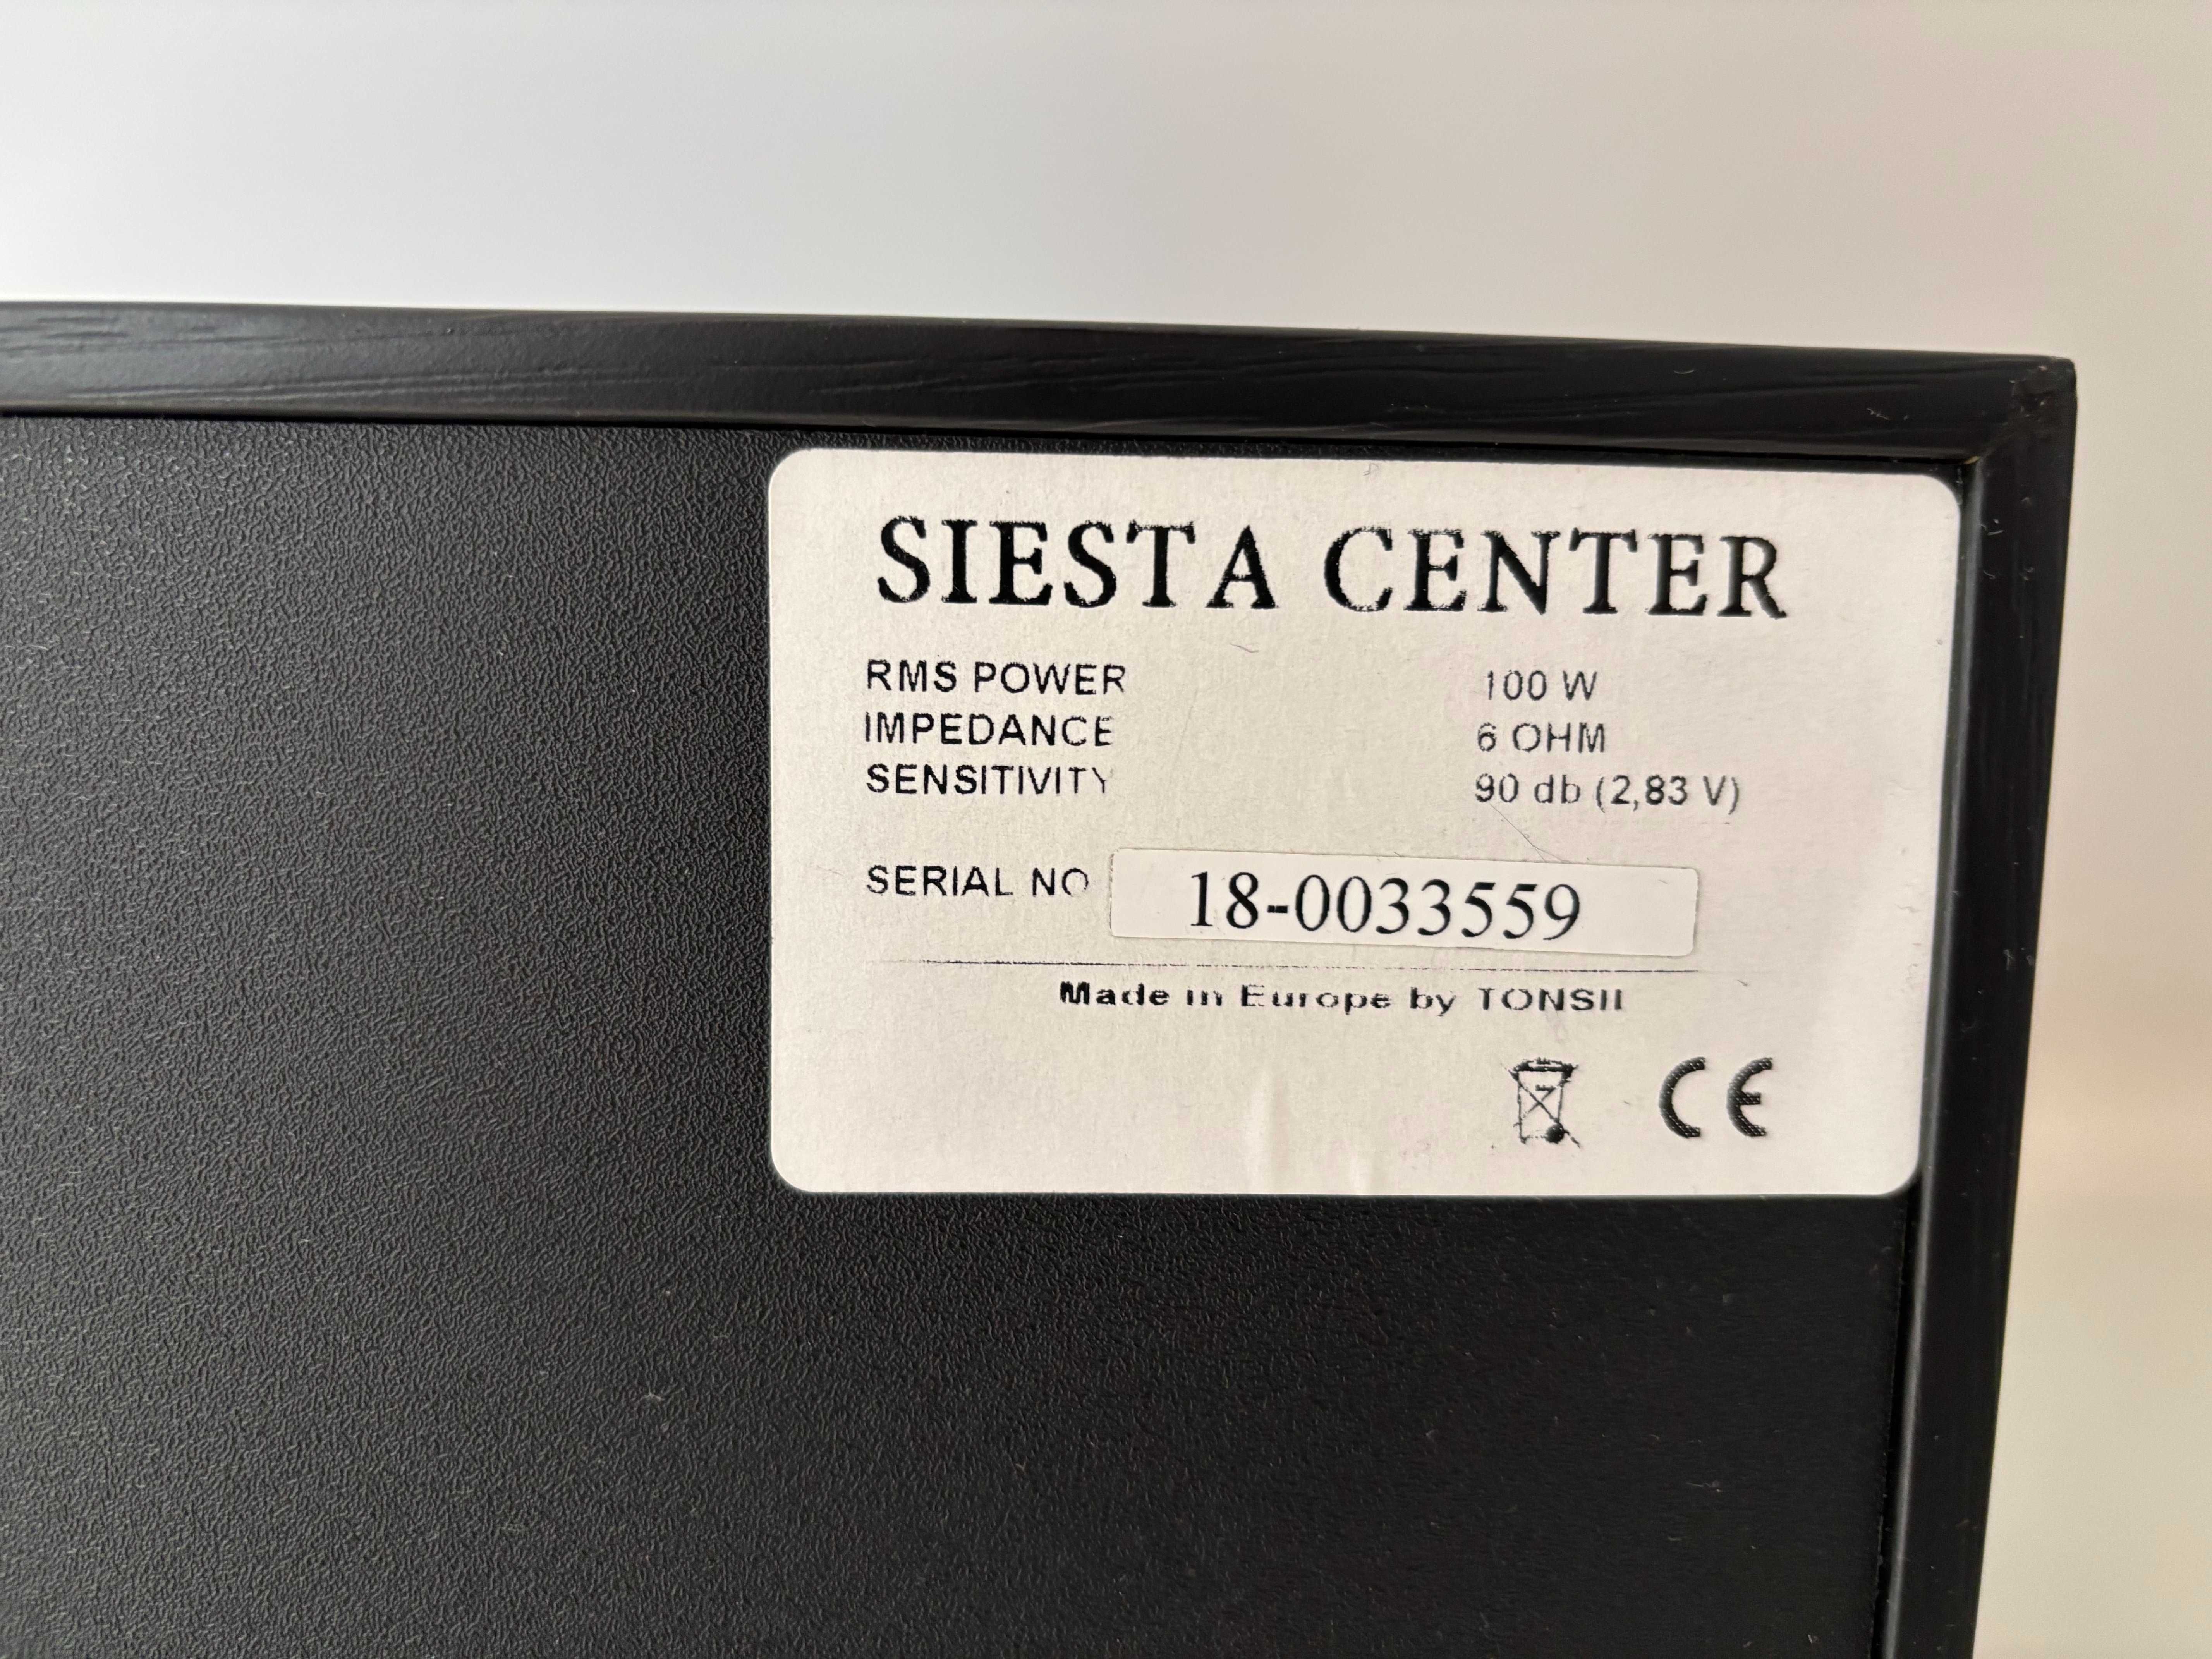 SIESTA CENTER
RMS POWER 100 W
IMPEDANCE 6 OHM
SENSITIVITY 90 db (2,83 V)
SERIAL NO 18-0033559
Made in Europe by TONSIL
CE